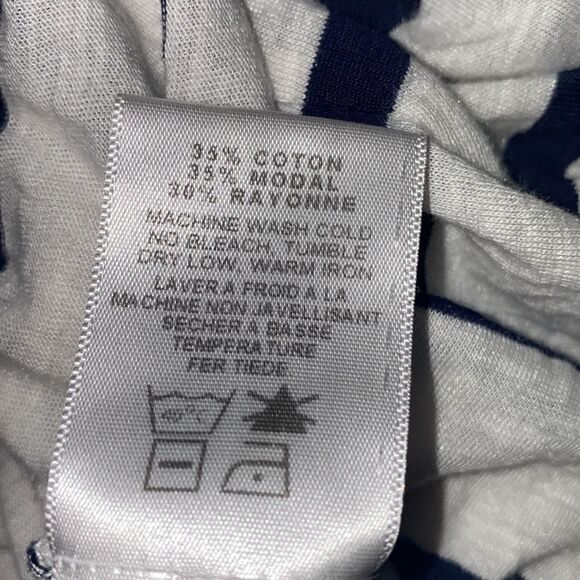 35% COTON
35% MODAL
30% RAYONNE
MACHINE WASH COLD
NO BLEACH, TUMBLE
DRY LOW, WARM IRON
LAVER A FROID A LA
MACHINE NON JAVELLISANT
SECHER A BASSE
TEMPERATURE
FER TIEDE
40°C